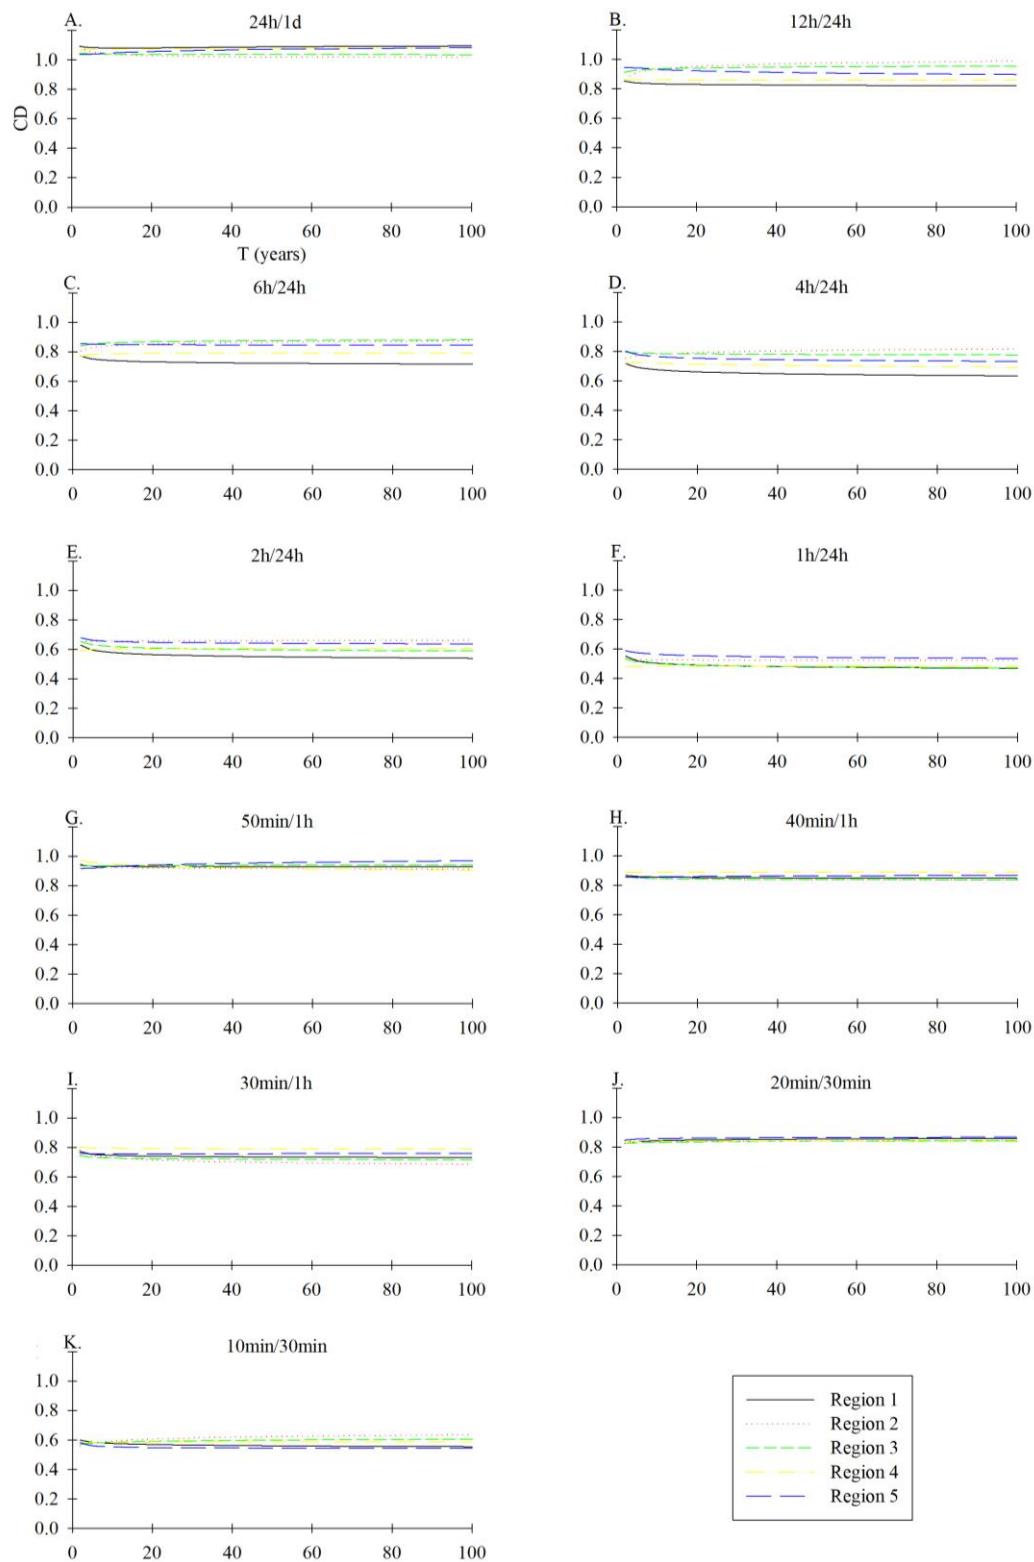 A. 24h/1d
CD
1.0
0.8
0.6
0.4
0.2
0.0
0 20 40 60 80 100
T (years)
B. 12h/24h
1.0
0.8
0.6
0.4
0.2
0.0
0 20 40 60 80 100
C. 6h/24h
1.0
0.8
0.6
0.4
0.2
0.0
0 20 40 60 80 100
D. 4h/24h
1.0
0.8
0.6
0.4
0.2
0.0
0 20 40 60 80 100
E. 2h/24h
1.0
0.8
0.6
0.4
0.2
0.0
0 20 40 60 80 100
F. 1h/24h
1.0
0.8
0.6
0.4
0.2
0.0
0 20 40 60 80 100
G. 50min/1h
1.0
0.8
0.6
0.4
0.2
0.0
0 20 40 60 80 100
H. 40min/1h
1.0
0.8
0.6
0.4
0.2
0.0
0 20 40 60 80 100
I. 30min/1h
1.0
0.8
0.6
0.4
0.2
0.0
0 20 40 60 80 100
J. 20min/30min
1.0
0.8
0.6
0.4
0.2
0.0
0 20 40 60 80 100
K. 10min/30min
1.0
0.8
0.6
0.4
0.2
0.0
0 20 40 60 80 100
Region 1
Region 2
Region 3
Region 4
Region 5